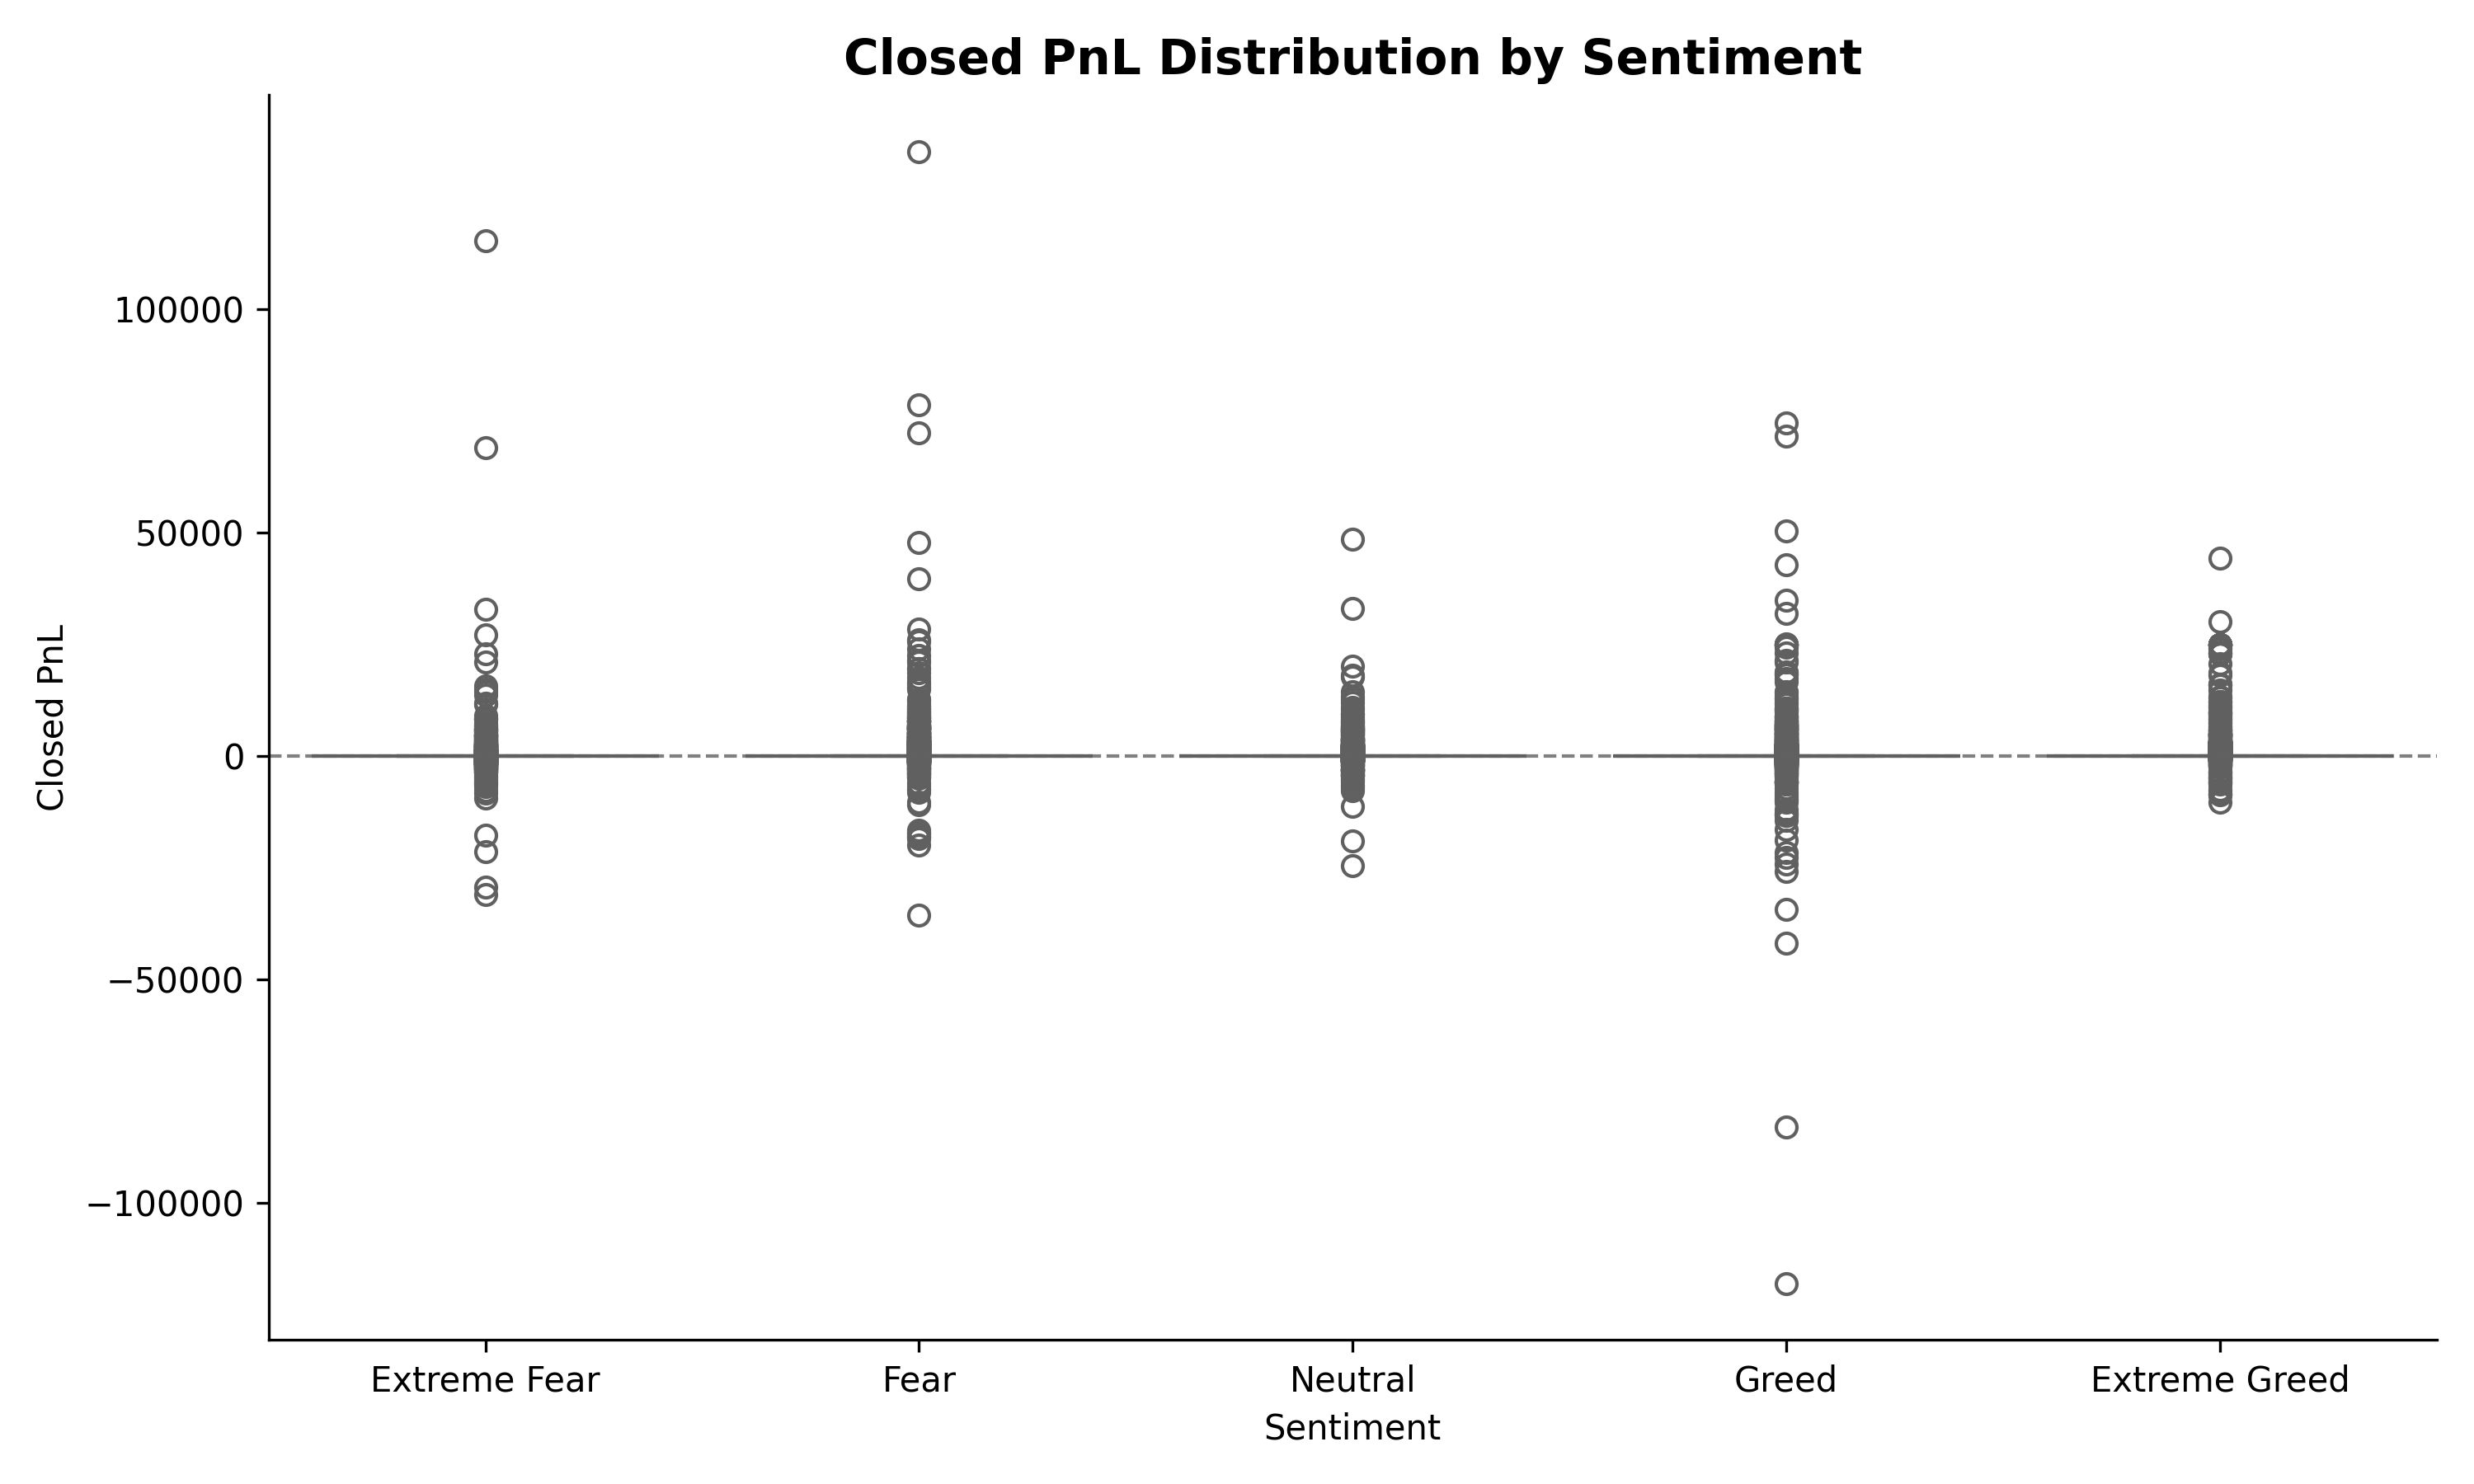 Closed PnL Distribution by Sentiment
Closed PnL
100000
50000
0
−50000
−100000
Extreme Fear
Fear
Neutral
Greed
Extreme Greed
Sentiment